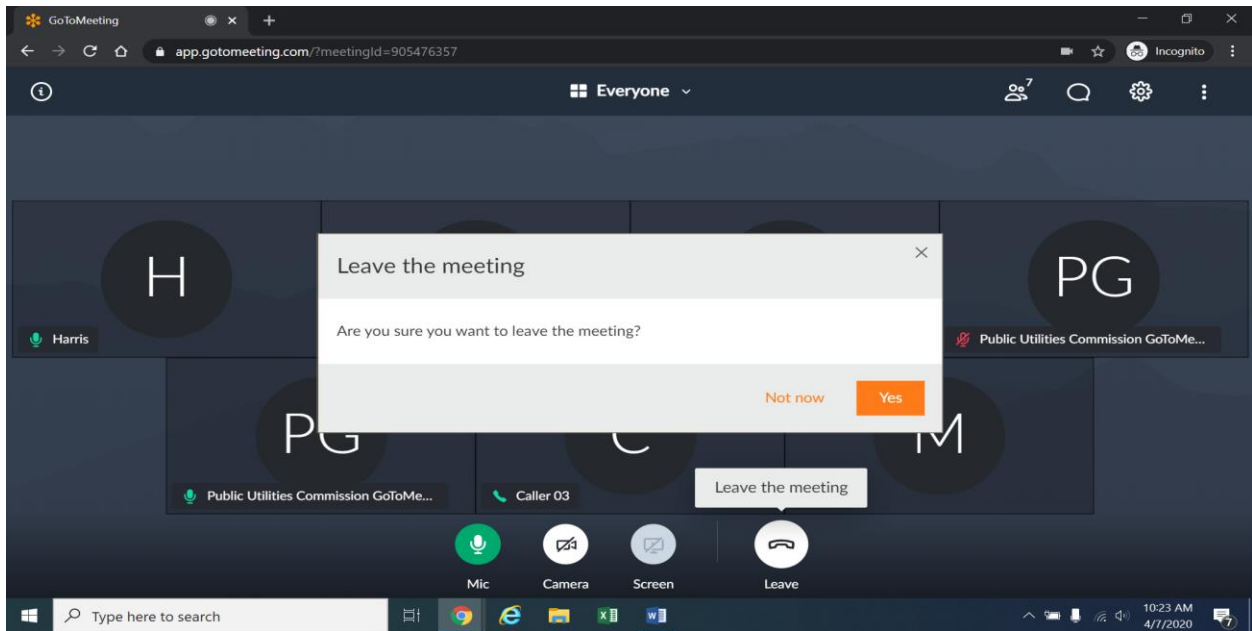 GoToMeeting
app.gotomeeting.com/?meetingId=905476357
Incognito
Everyone
7
H
PG
Harris
Public Utilities Commission GoToMe...
Leave the meeting
Are you sure you want to leave the meeting?
Not now
Yes
PG
C
M
Public Utilities Commission GoToMe...
Caller 03
Leave the meeting
Mic
Camera
Screen
Leave
Type here to search
10:23 AM
4/7/2020
7